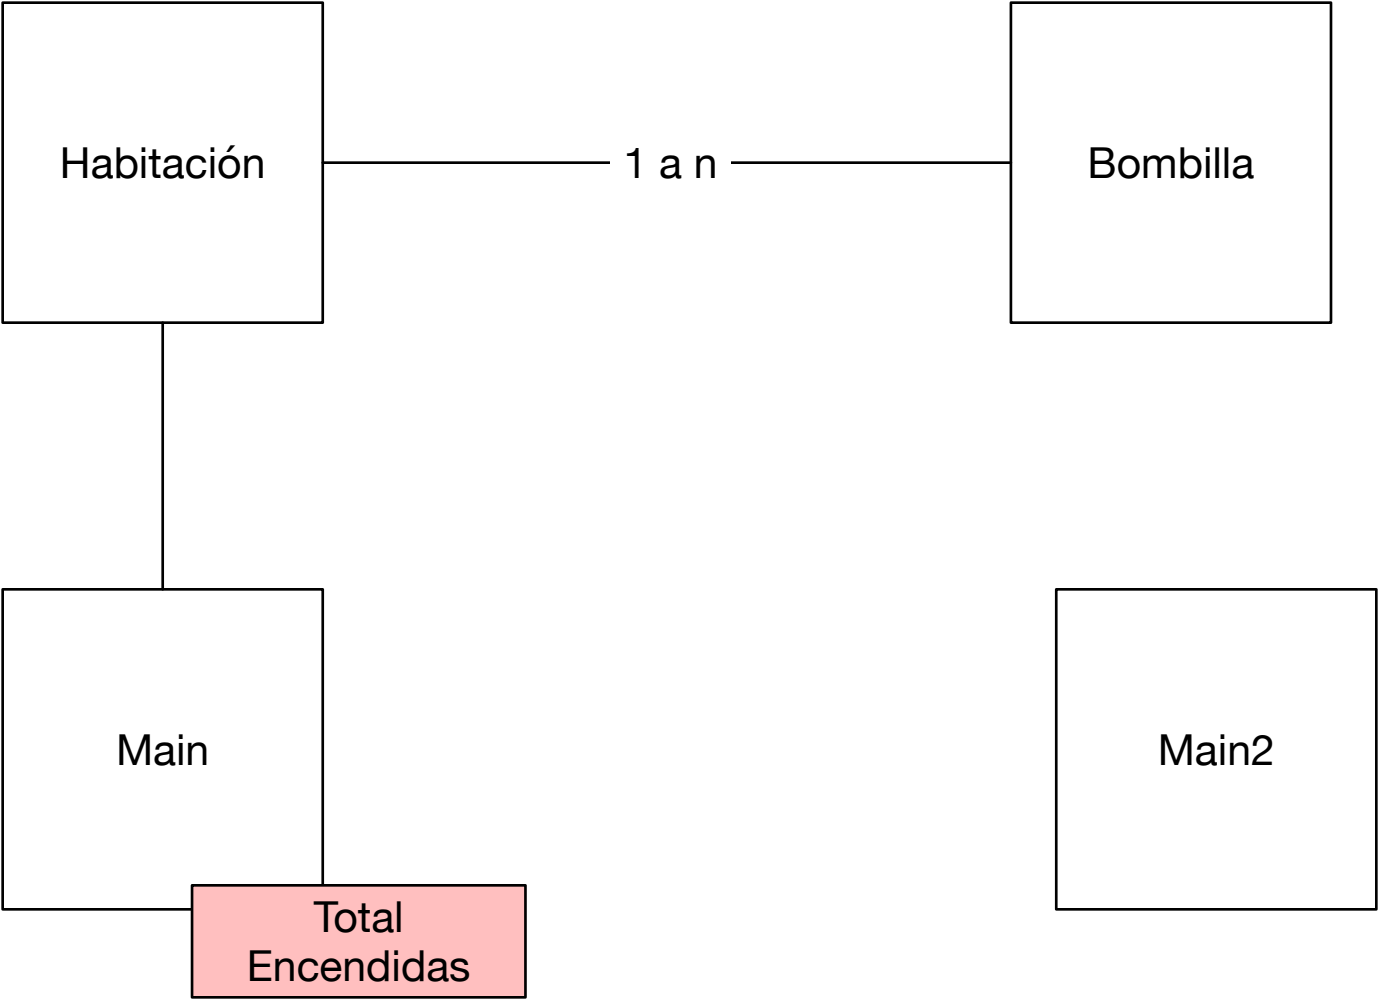 Habitación
1 a n
Bombilla
Main
Main2
Total
Encendidas